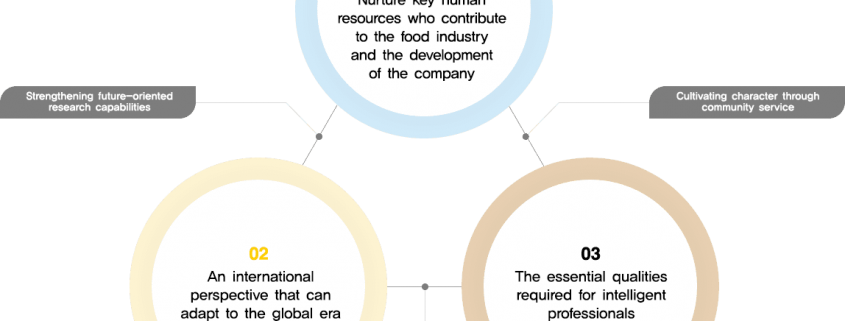 Nurture key human
resources who contribute
to the food industry
and the development
of the company
Strengthening future-oriented
research capabilities
Cultivating character through
community service
02
An international
perspective that can
adapt to the global era
03
The essential qualities
required for intelligent
professionals